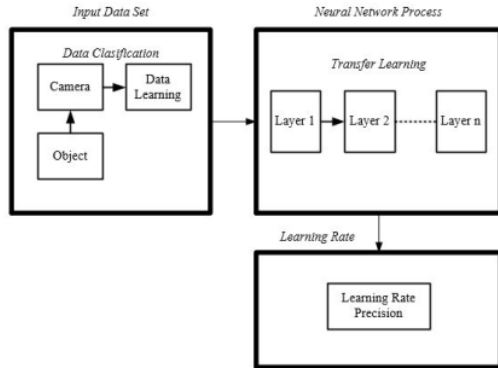 Input Data Set
Neural Network Process
Data Clasification
Camera
Data
Learning
Object
Transfer Learning
Layer 1
Layer 2
Layer n
Learning Rate
Learning Rate
Precision